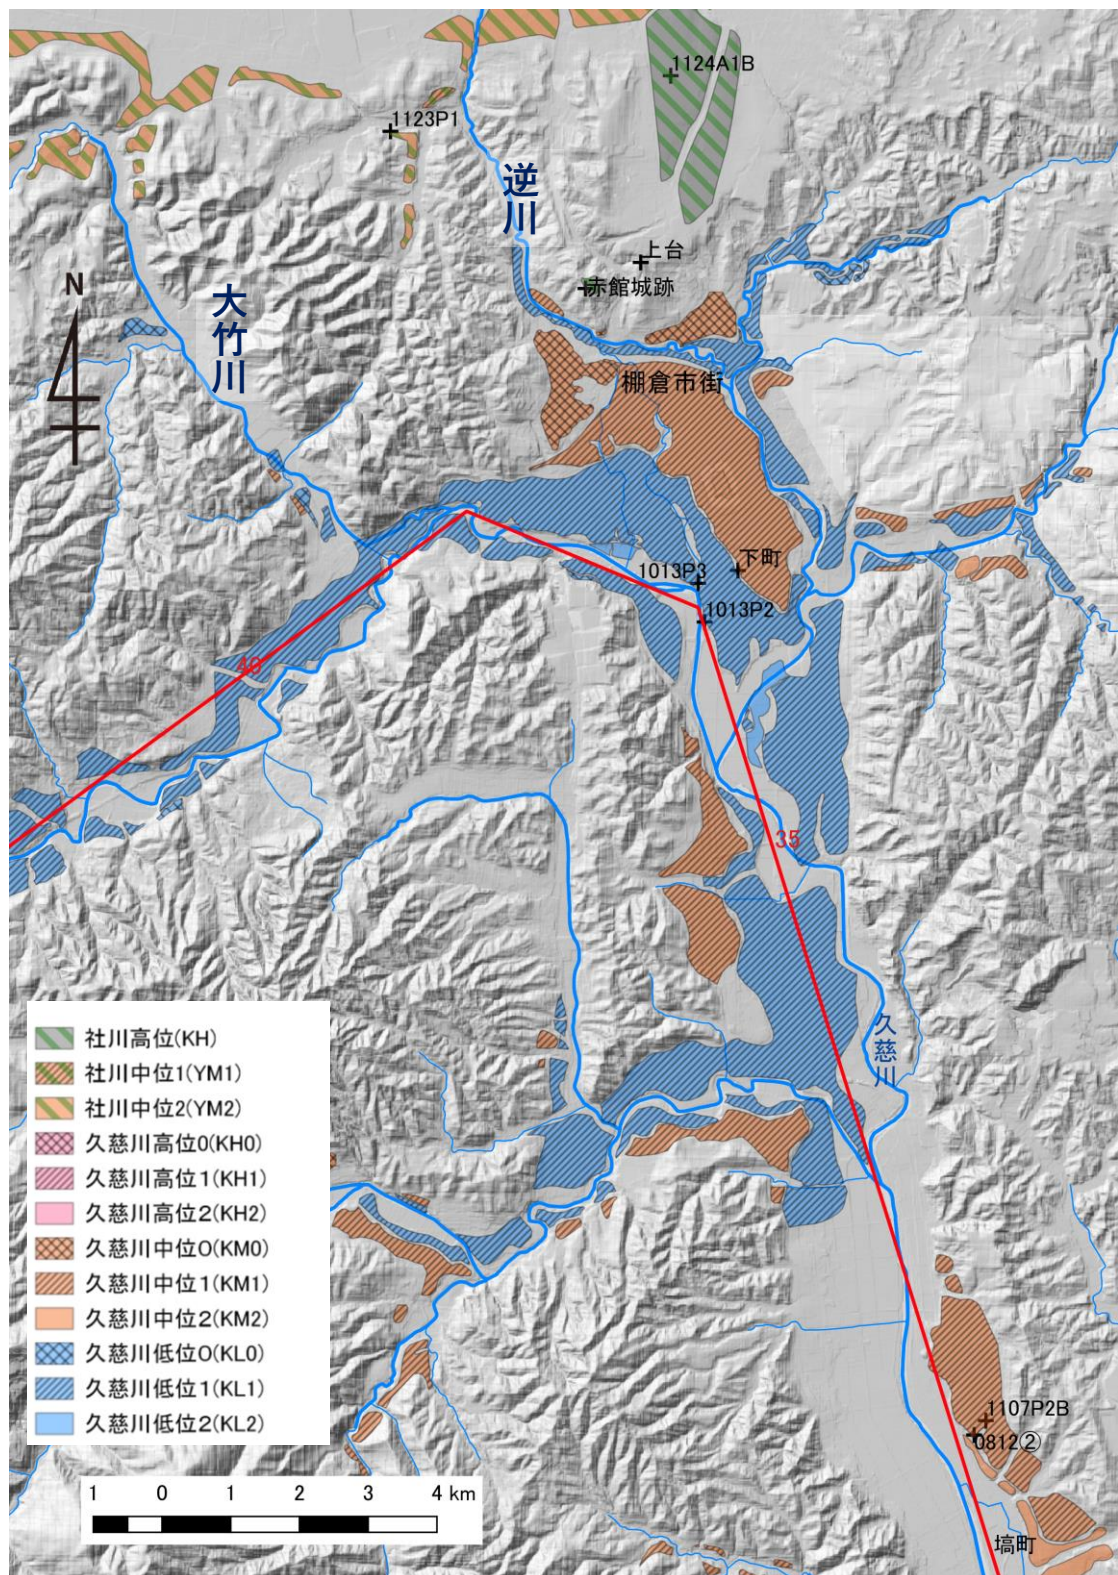 1124A1B
1123P1
逆川
上台
赤館城跡
N
大竹川
棚倉市街
下町
1013P3
1013P2
40
35
久慈川
社川高位(KH)
社川中位1(YM1)
社川中位2(YM2)
久慈川高位0(KH0)
久慈川高位1(KH1)
久慈川高位2(KH2)
久慈川中位0(KM0)
久慈川中位1(KM1)
久慈川中位2(KM2)
久慈川低位0(KL0)
久慈川低位1(KL1)
久慈川低位2(KL2)
1107P2B
0812②
1 0 1 2 3 4 km
塙町